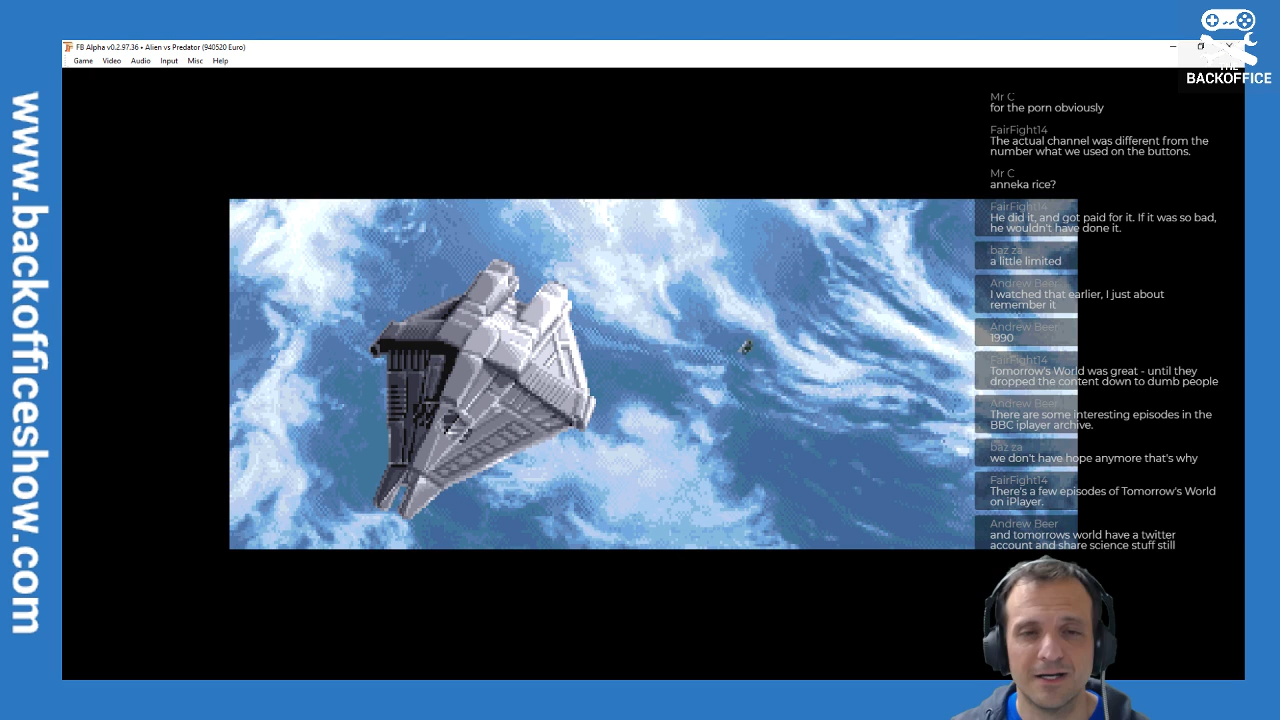 FB Alpha v0.2.97.36 • Alien vs Predator (940520 Euro)
Game Video Audio Input Misc Help
THE
BACKOFFICE
www.backofficeshow.com
Mr C
for the porn obviously
FairFight14
The actual channel was different from the
number what we used on the buttons.
Mr C
anneka rice?
FairFight14
He did it, and got paid for it. If it was so bad,
he wouldn't have done it.
baz za
a little limited
Andrew Beer
I watched that earlier, I just about
remember it
Andrew Beer
1990
FairFight14
Tomorrow's World was great - until they
dropped the content down to dumb people
Andrew Beer
There are some interesting episodes in the
BBC iplayer archive.
baz za
we don't have hope anymore that's why
FairFight14
There's a few episodes of Tomorrow's World
on iPlayer.
Andrew Beer
and tomorrows world have a twitter
account and share science stuff still